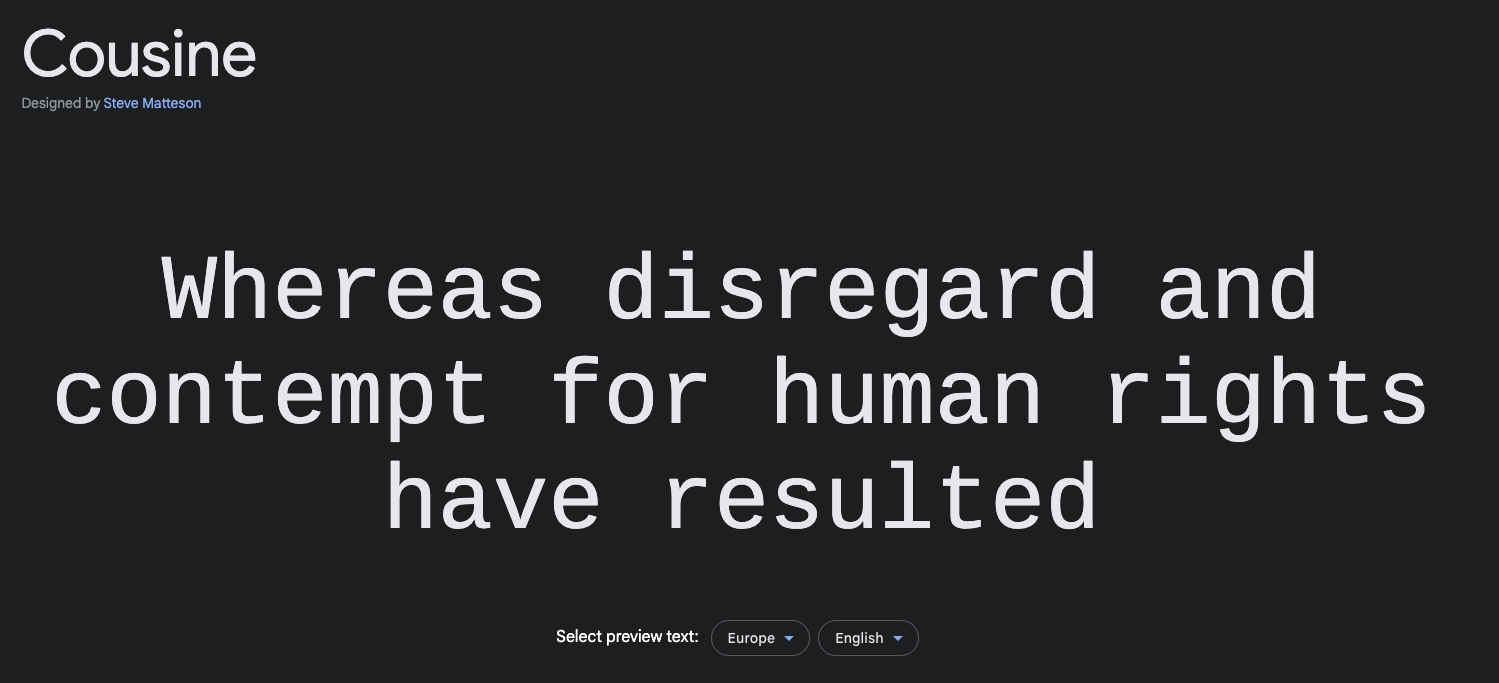 Cousine
Designed by Steve Matteson
Whereas disregard and
contempt for human rights
have resulted
Select preview text: Europe English